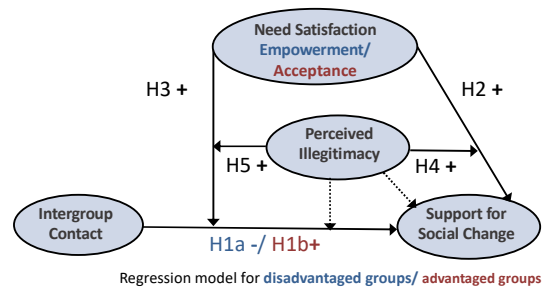 Need Satisfaction
Empowerment/
Acceptance
H3 +
H2 +
Perceived
Illegitimacy
H5 +
H4 +
Intergroup
Contact
Support for
Social Change
H1a -/ H1b+
Regression model for disadvantaged groups/ advantaged groups